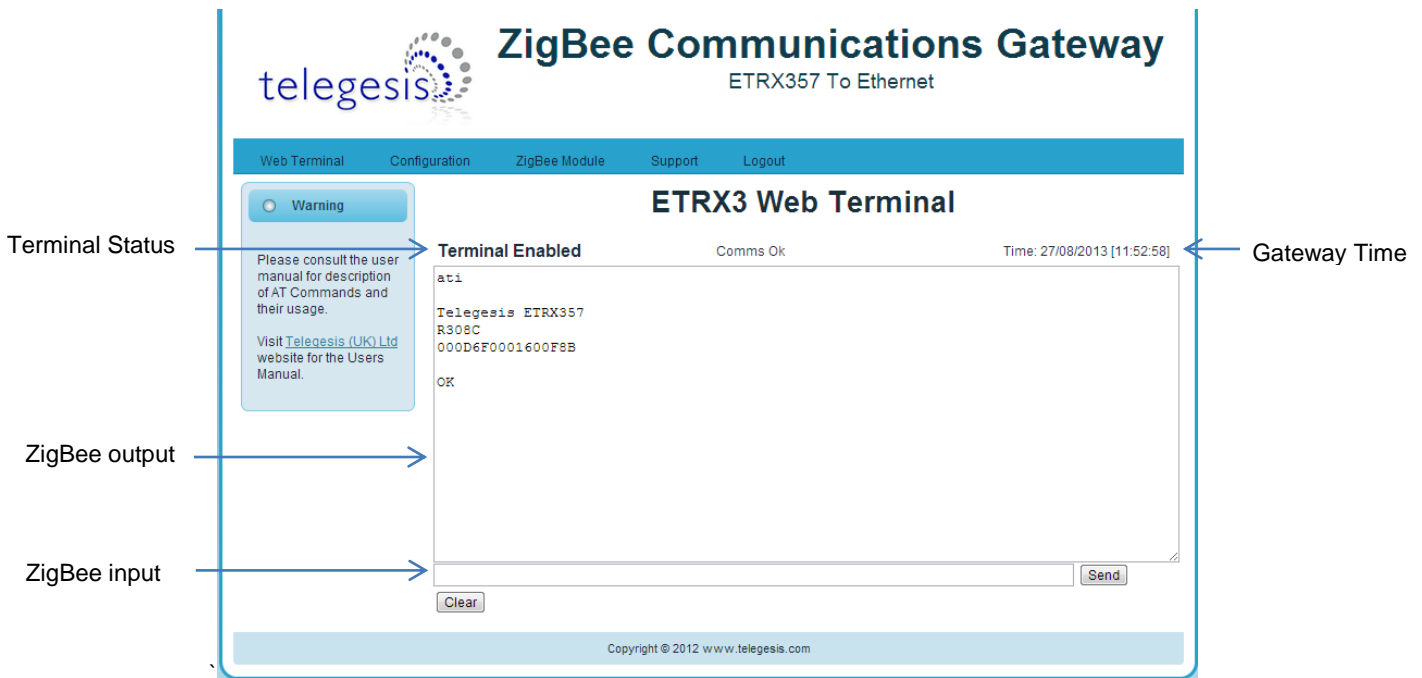 telegesis
ZigBee Communications Gateway
ETRX357 To Ethernet
Web Terminal Configuration ZigBee Module Support Logout
Warning
ETRX3 Web Terminal
Terminal Status
Terminal Enabled Comms Ok Time: 27/08/2013 [11:52:58]
Gateway Time
Please consult the user
manual for description
of AT Commands and
their usage.
Visit Telegesis (UK) Ltd
website for the Users
Manual.
ati
Telegesis ETRX357
R308C
000D6F0001600F8B
OK
ZigBee output
ZigBee input
Send
Clear
Copyright © 2012 www.telegesis.com
`